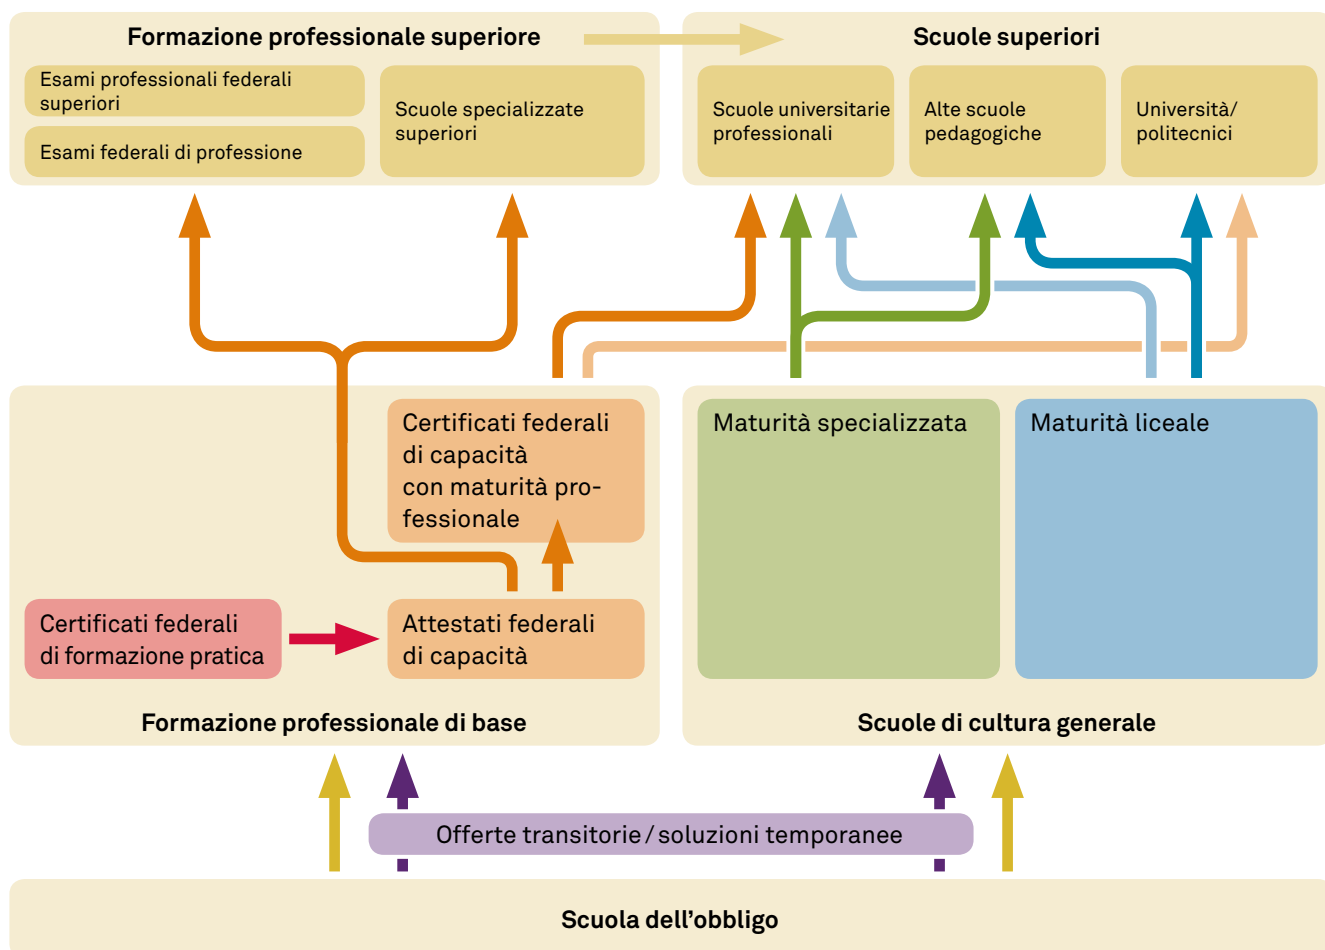 Formazione professionale superiore
Esami professionali federali
superiori
Esami federali di professione
Scuole specializzate
superiori
Scuole superiori
Scuole universitarie
professionali
Alte scuole
pedagogiche
Università/
politecnici
Certificati federali
di capacità
con maturità pro-
fessionale
Certificati federali
di formazione pratica
Attestati federali
di capacità
Formazione professionale di base
Maturità specializzata
Maturità liceale
Scuole di cultura generale
Offerte transitorie / soluzioni temporanee
Scuola dell’obbligo